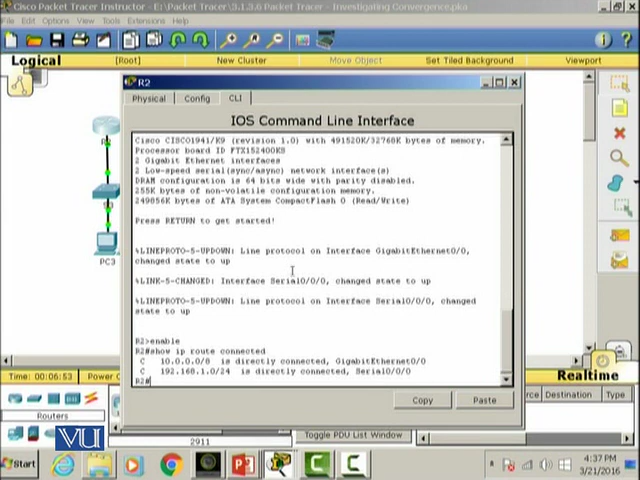 Cisco Packet Tracer Instructor - E:\Packet Tracer\3.1.3.6 Packet Tracer - Investigating Convergence.pka
File Edit Options View Tools Extensions Help
Logical
[Root]
New Cluster
Move Object
Set Tiled Background
Viewport
R2
Physical
Config
CLI
IOS Command Line Interface
Cisco CISCO1941/K9 (revision 1.0) with 491520K/32768K bytes of memory.
Processor board ID FTX152400KS
2 Gigabit Ethernet interfaces
2 Low-speed serial(sync/async) network interface(s)
DRAM configuration is 64 bits wide with parity disabled.
255K bytes of non-volatile configuration memory.
249856K bytes of ATA System CompactFlash 0 (Read/Write)
Press RETURN to get started!
%LINEPROTO-5-UPDOWN: Line protocol on Interface GigabitEthernet0/0,
changed state to up
%LINK-5-CHANGED: Interface Serial0/0/0, changed state to up
%LINEPROTO-5-UPDOWN: Line protocol on Interface Serial0/0/0, changed
state to up
R2>enable
R2#show ip route connected
C 10.0.0.0/8 is directly connected, GigabitEthernet0/0
C 192.168.1.0/24 is directly connected, Serial0/0/0
R2#
Copy
Paste
PC3
Time: 00:06:53
Power C
Realtime
Routers
2911
Toggle PDU List Window
rce
Destination
Type
VU
Start
4:37 PM
3/21/2016